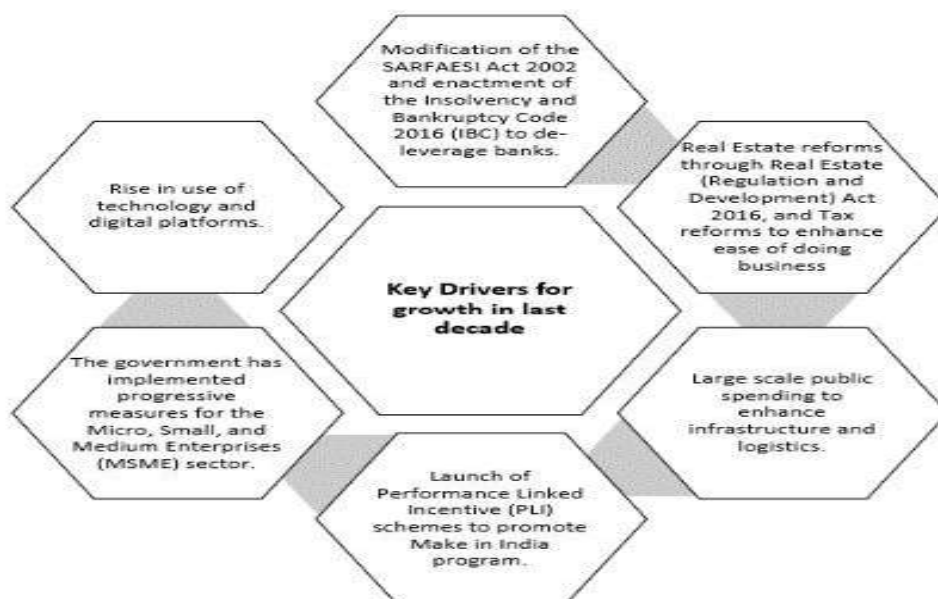 Modification of the
SARFAESI Act 2002
and enactment of
the Insolvency and
Bankruptcy Code
2016 (IBC) to de-
leverage banks.
Real Estate reforms
through Real Estate
(Regulation and
Development) Act
2016, and Tax
reforms to enhance
ease of doing
business
Large scale public
spending to
enhance
infrastructure and
logistics.
Launch of
Performance Linked
Incentive (PLI)
schemes to promote
Make in India
program.
The government has
implemented
progressive
measures for the
Micro, Small, and
Medium Enterprises
(MSME) sector.
Rise in use of
technology and
digital platforms.
Key Drivers for
growth in last
decade